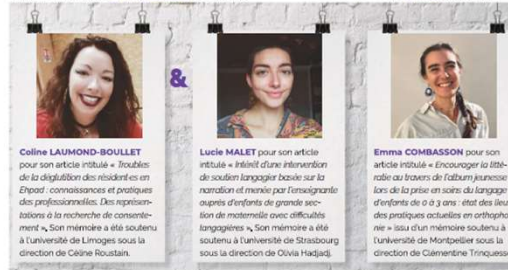 &
Coline LAUMOND-BOULLET
pour son article intitulé « Troubles
de la déglutition des résident·es en
Ehpad : connaissances et pratiques
des professionnelles. Des représen-
tations à la recherche de consente-
ment ». Son mémoire a été soutenu
à l'université de Limoges sous la
direction de Céline Roustain.
Lucie MALET pour son article
intitulé « Intérêt d'une intervention
de soutien langagier basée sur la
narration et menée par l'enseignante
auprès d'enfants de grande sec-
tion de maternelle avec difficultés
langagières ». Son mémoire a été
soutenu à l'université de Strasbourg
sous la direction de Olivia Hadjadj.
Emma COMBASSON pour son
article intitulé « Encourager la litté-
ratie au travers de l'album jeunesse
lors de la prise en soins du langage
d'enfants de 0 à 3 ans : état des lieux
des pratiques actuelles en orthopho-
nie » issu d'un mémoire soutenu à
l'université de Montpellier sous la
direction de Clémentine Trinquesse